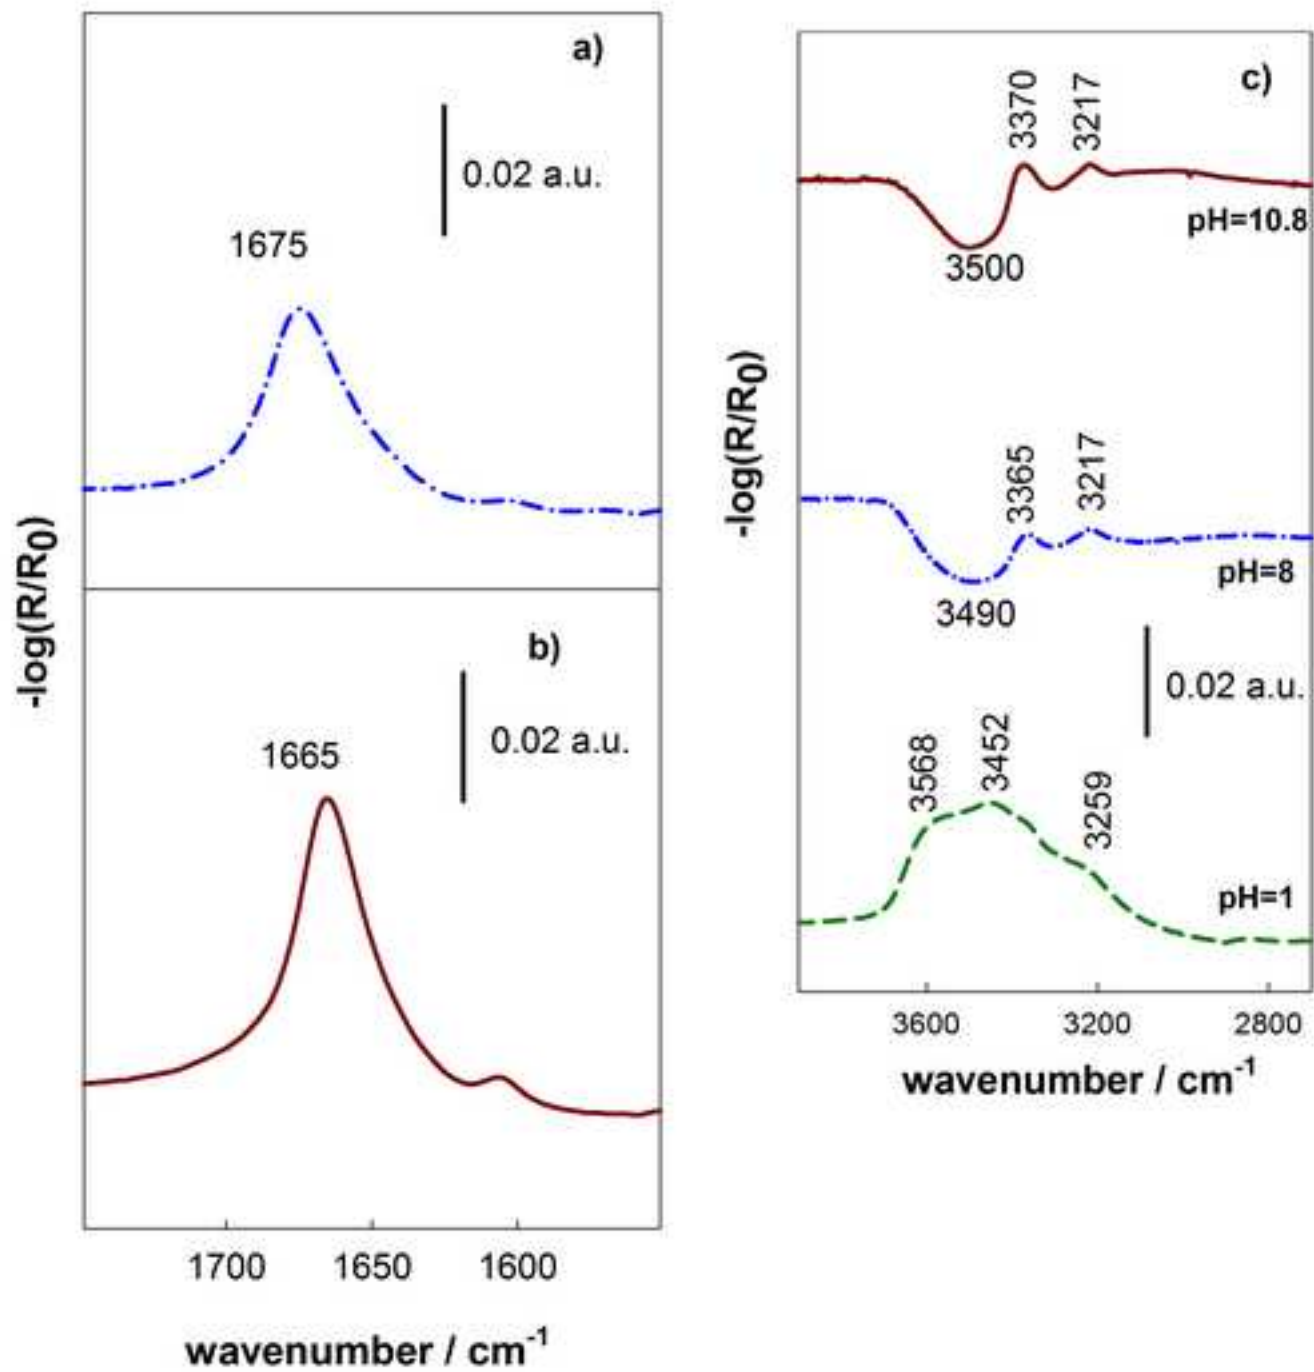 a)
0.02 a.u.
1675
b)
0.02 a.u.
1665
-log(R/R0)
1700 1650 1600
wavenumber / cm-1
c)
3370
3217
pH=10.8
3500
-log(R/R0)
3365
3217
pH=8
3490
0.02 a.u.
3568
3452
3259
pH=1
3600 3200 2800
wavenumber / cm-1